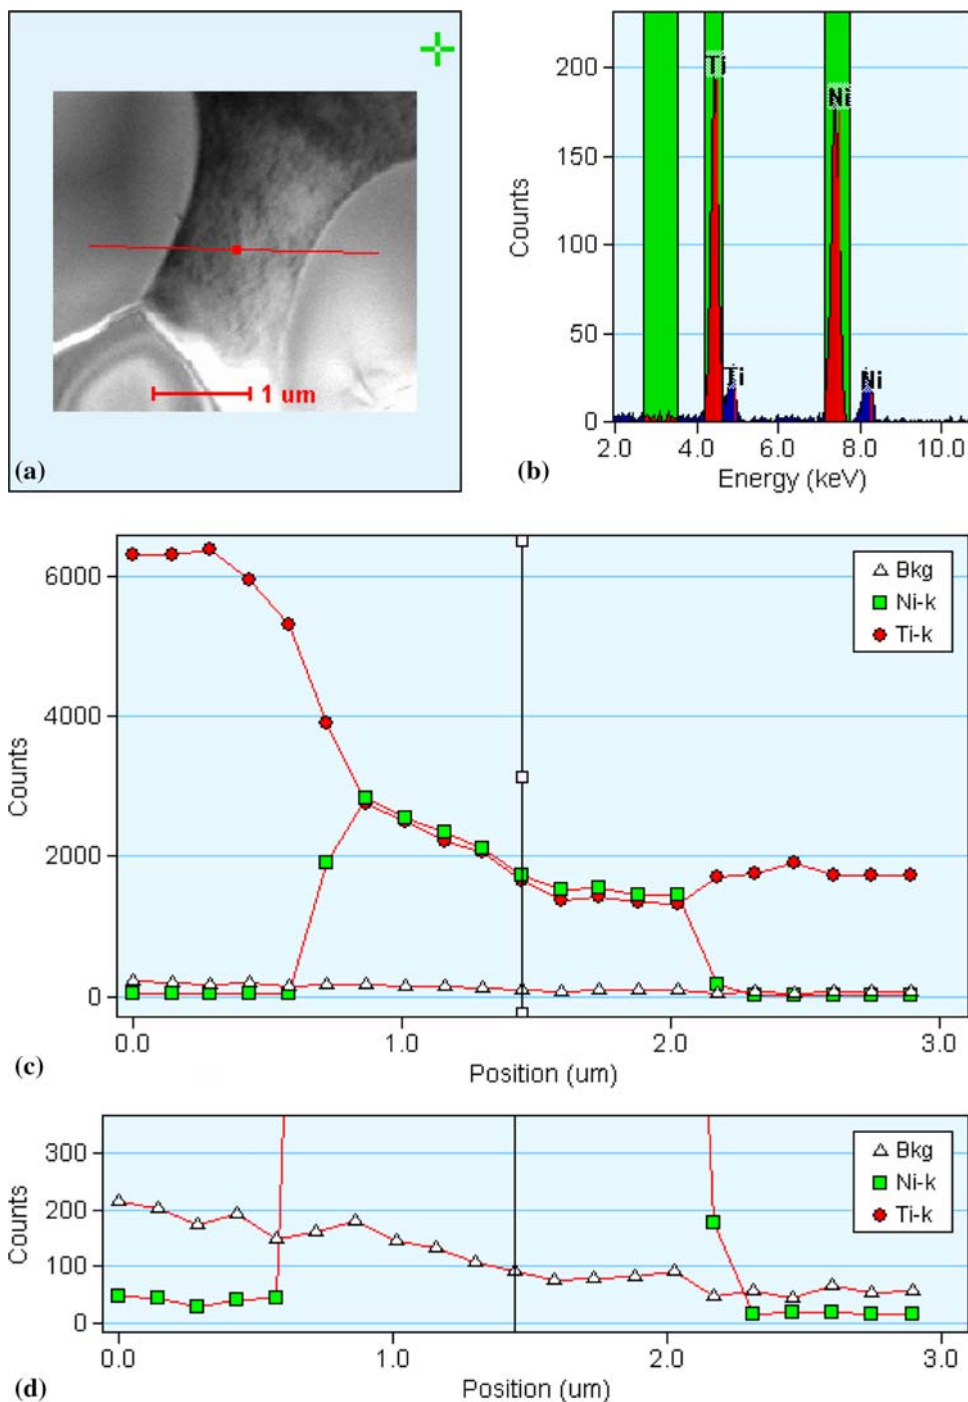 1 um
(a)
Counts
200
150
100
50
0
Ti
Ni
Ti
Ni
2.0 4.0 6.0 8.0 10.0
Energy (keV)
(b)
Counts
6000
4000
2000
0
Bkg
Ni-k
Ti-k
0.0 1.0 2.0 3.0
Position (um)
(c)
Counts
300
200
100
0
Bkg
Ni-k
Ti-k
0.0 1.0 2.0 3.0
Position (um)
(d)